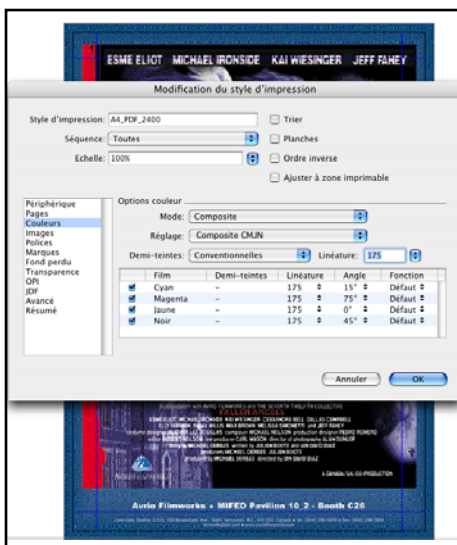 ESME ELIOT MICHAEL IRONSIDE KAI WIESINGER JEFF FAHEY
Modification du style d'impression
Style d'impression: A4_PDF_2400
Trier
Séquence: Toutes
Planches
Echelle: 100%
Ordre inverse
Ajuster à zone imprimable
Périphérique
Pages
Couleurs
Images
Polices
Marques
Fond perdu
Transparence
OPI
JDF
Avancé
Résumé
Options couleur
Mode: Composite
Réglage: Composite CMJN
Demi-teintes: Conventionnelles Linéature: 175
Film Demi-teintes Linéature Angle Fonction
Cyan - 175 15° Défaut
Magenta - 175 75° Défaut
Jaune - 175 0° Défaut
Noir - 175 45° Défaut
Annuler OK
FALLEN ANGELS
A CANADA/U.K. CO-PRODUCTION
Avrio Filmworks • MIFED Pavilion 10_2 - Booth C26